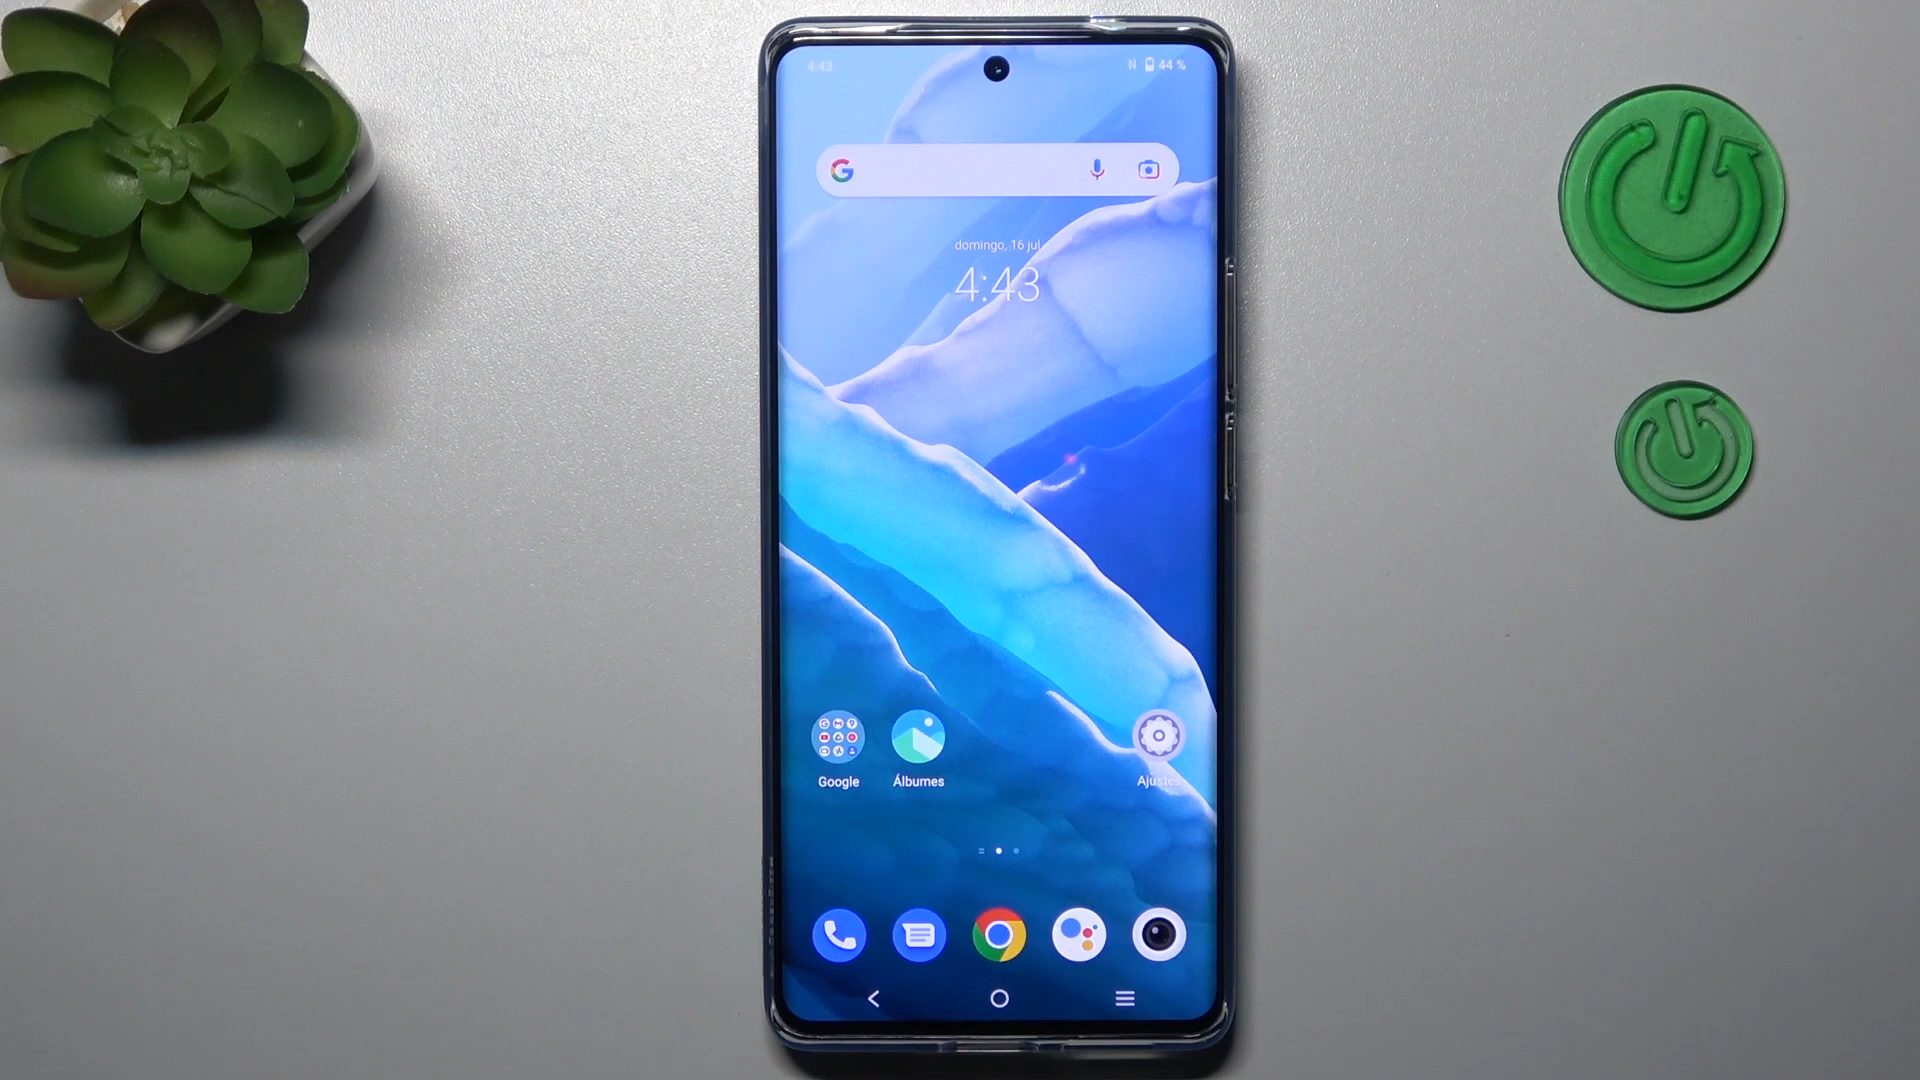 4:43
44 %
domingo, 16 jul.
4:43
Google
Álbumes
Ajustes